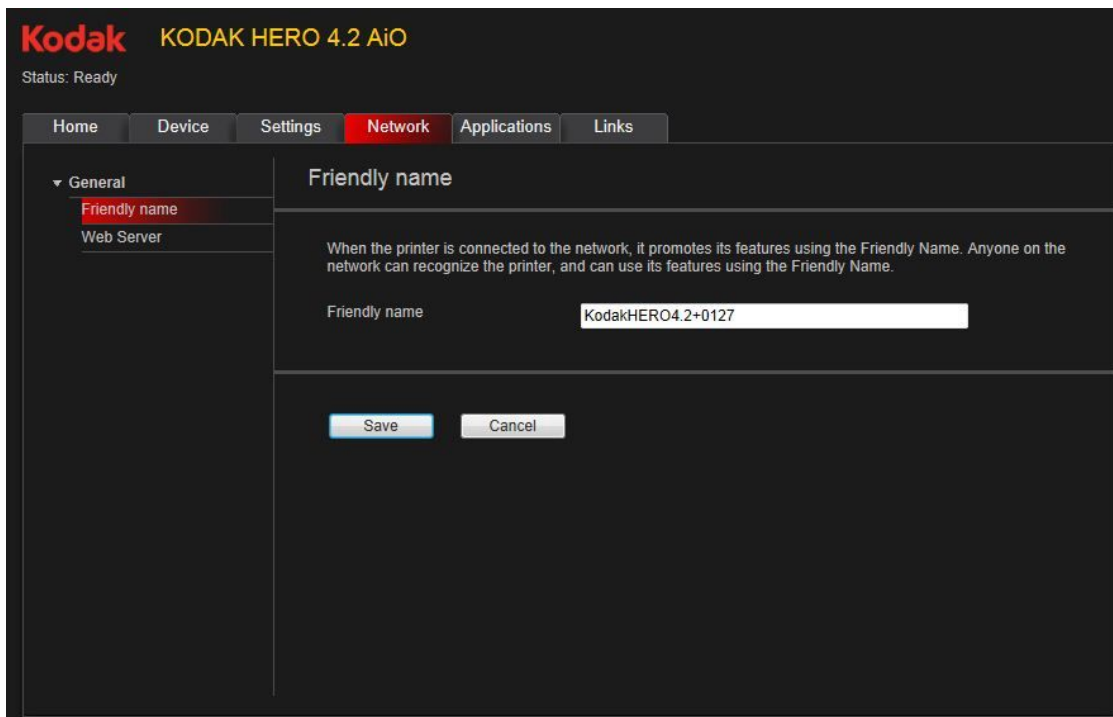 Kodak KODAK HERO 4.2 AiO
Status: Ready
Home Device Settings Network Applications Links
General
Friendly name
Web Server
Friendly name
When the printer is connected to the network, it promotes its features using the Friendly Name. Anyone on the
network can recognize the printer, and can use its features using the Friendly Name.
Friendly name KodakHERO4.2+0127
Save Cancel